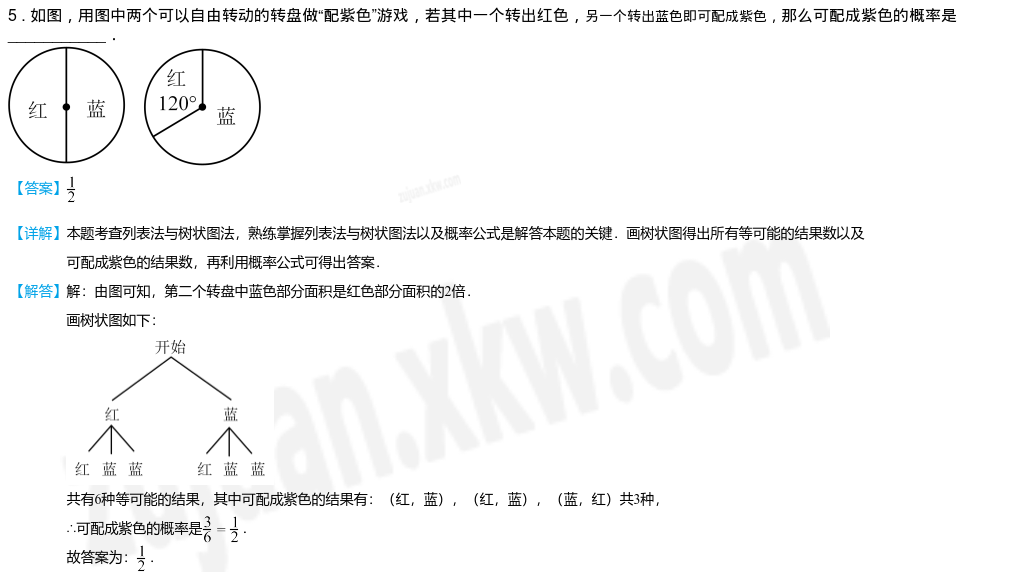 5．如图，用图中两个可以自由转动的转盘做“配紫色”游戏，若其中一个转出红色，另一个转出蓝色即可配成紫色，那么可配成紫色的概率是
____________．
红 蓝 红 120° 蓝
【答案】1/2
【详解】本题考查列表法与树状图法，熟练掌握列表法与树状图法以及概率公式是解答本题的关键．画树状图得出所有等可能的结果数以及
可配成紫色的结果数，再利用概率公式可得出答案．
【解答】解：由图可知，第二个转盘中蓝色部分面积是红色部分面积的2倍．
画树状图如下：
开始
红 蓝
红 蓝 蓝 红 蓝 蓝
共有6种等可能的结果，其中可配成紫色的结果有：（红，蓝），（红，蓝），（蓝，红）共3种，
∴可配成紫色的概率是3/6 = 1/2．
故答案为：1/2．
zujuan.xkw.com
zujuan.xkw.com